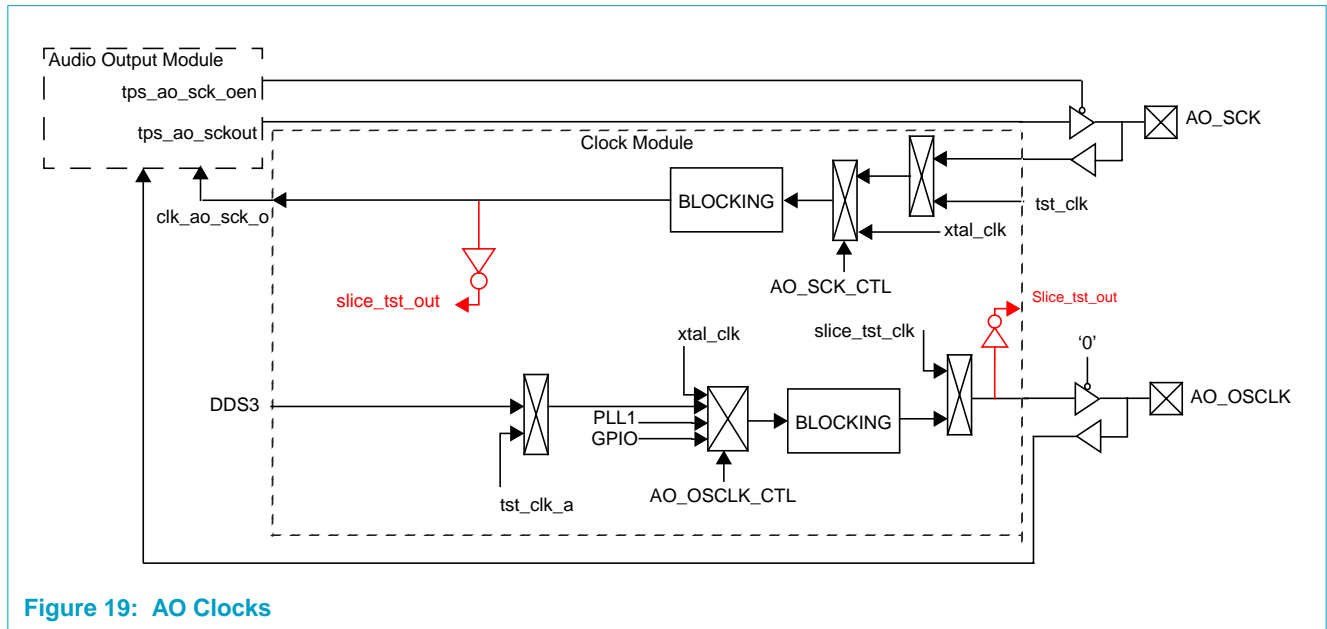 Audio Output Module
tps_ao_sck_oen
tps_ao_sckout
AO_SCK
Clock Module
BLOCKING
tst_clk
clk_ao_sck_o
xtal_clk
AO_SCK_CTL
slice_tst_out
Slice_tst_out
xtal_clk
slice_tst_clk
‘0’
DDS3
AO_OSCLK
PLL1
BLOCKING
GPIO
AO_OSCLK_CTL
tst_clk_a
Figure 19: AO Clocks